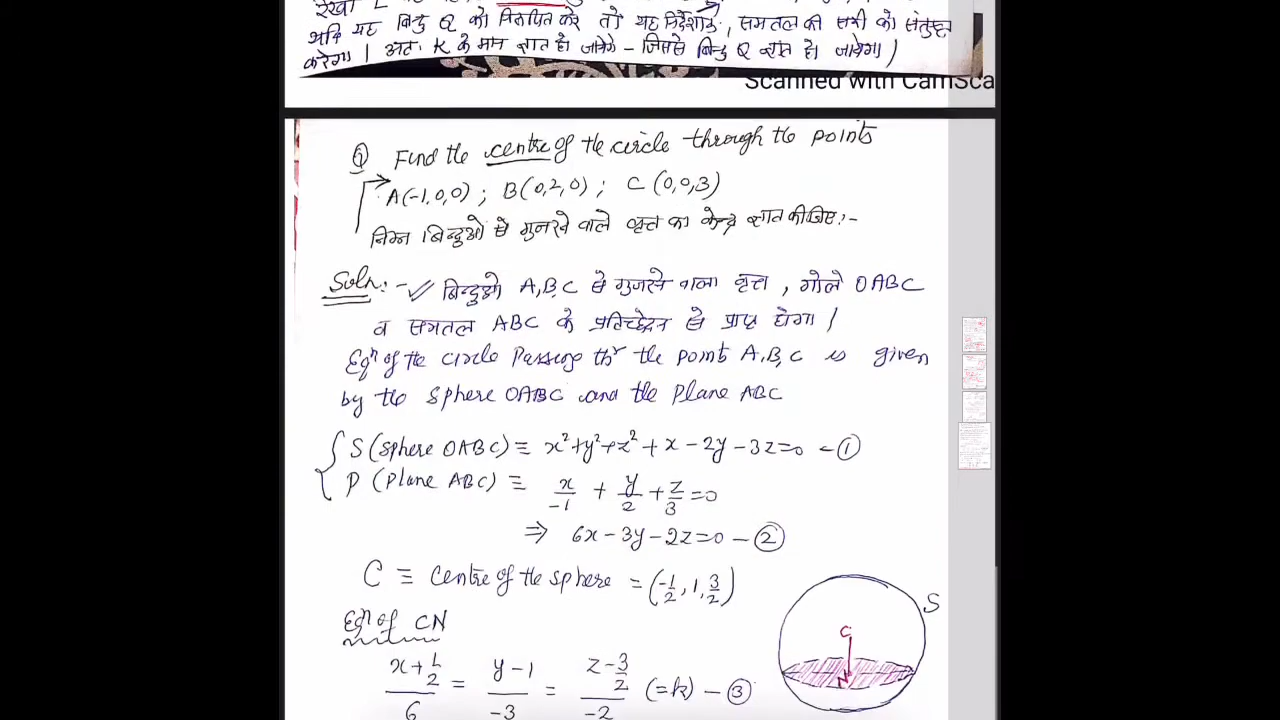 रेखा L
यदि यह बिन्दु Q को निरूपित करे तो यह निर्देशांक, समतल को सभी को संतुष्ट
करेगा। अतः K के मान ज्ञात हो जायेंगे - जिससे बिन्दु Q ज्ञात हो जायेगा।
Scanned with CamSca
Q Find the centre of the circle through the points
A(-1,0,0) ; B(0,2,0) ; C (0,0,3)
निम्न बिन्दुओं से गुजरने वाले वृत्त का केन्द्र ज्ञात कीजिए:-
Soln:- ✓ बिन्दुओं A,B,C से गुजरने वाला वृत्त , गोले OABC
व समतल ABC के प्रतिच्छेदन से प्राप्त होगा।
Eqn of the circle Passing thr the point A,B,C is given
by the Sphere OABC and the Plane ABC
S (Sphere OABC) ≡ x²+y²+z²+x-2y-3z=0 -①
P (Plane ABC) ≡ x/-1 + y/2 + z/3 =0
⇒ 6x-3y-2z=0 -②
C ≡ Centre of the sphere = (-1/2, 1, 3/2)
S
Eqn of CN
C
x+1/2 / 6 = y-1 / -3 = z-3/2 / -2 (=k) -③
N